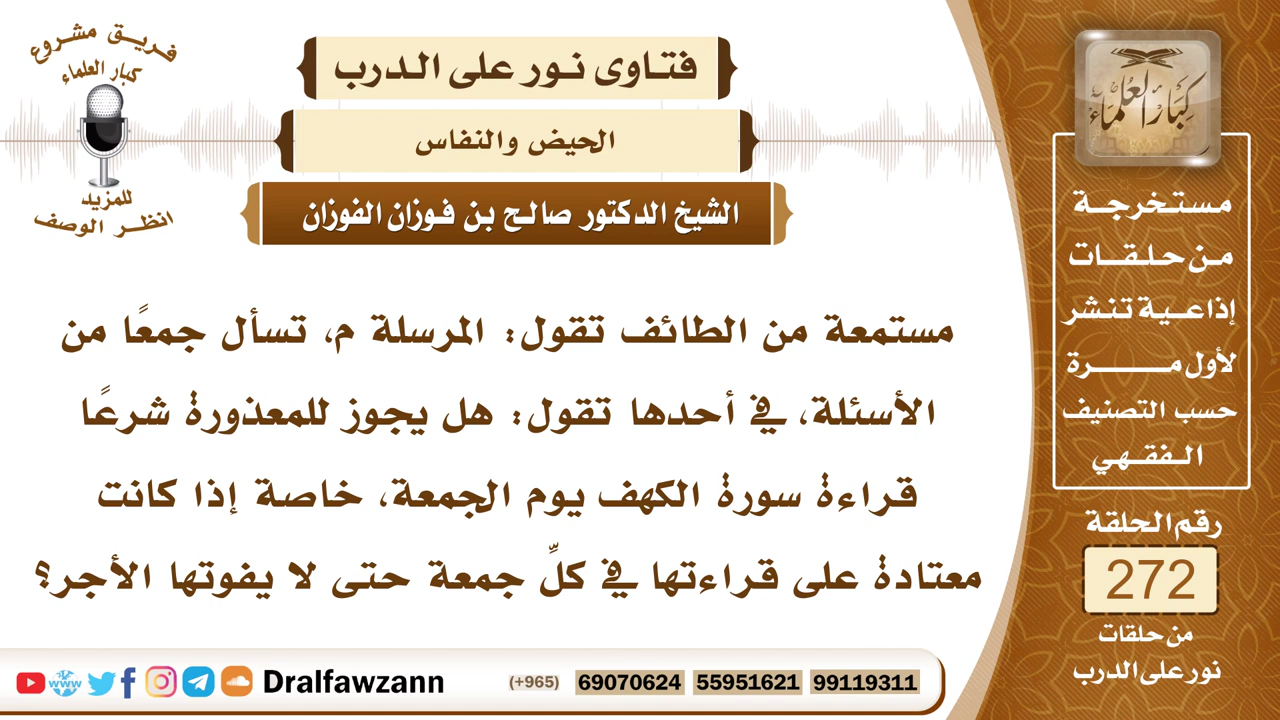 فريق مشروع
كبار العلماء
للمزيد
انظر الوصف
فتاوى نور على الدرب
الحيض والنفاس
الشيخ الدكتور صالح بن فوزان الفوزان
مستمعة من الطائف تقول: المرسلة م، تسأل جمعًا من
الأسئلة، في أحدها تقول: هل يجوز للمعذورة شرعًا
قراءة سورة الكهف يوم الجمعة، خاصة إذا كانت
معتادة على قراءتها في كلِّ جمعة حتى لا يفوتها الأجر؟
كبار العلماء
مستخرجة
من حلقات
إذاعية تنشر
لأول مرة
حسب التصنيف
الفقهي
رقم الحلقة
272
من حلقات
نور على الدرب
www
Dralfawzann
(+965) 69070624 55951621 99119311